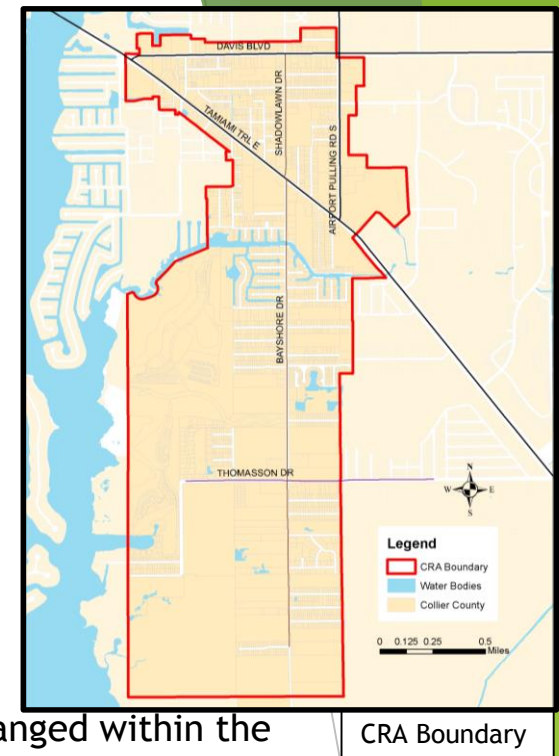 DAVIS BLVD
SHADOWLAWN DR
TAMIAMI TRL E
AIRPORT PULLING RD S
BAYSHORE DR
THOMASSON DR
N
W E
S
Legend
CRA Boundary
Water Bodies
Collier County
0 0.125 0.25 0.5
Miles
anged within the
CRA Boundary